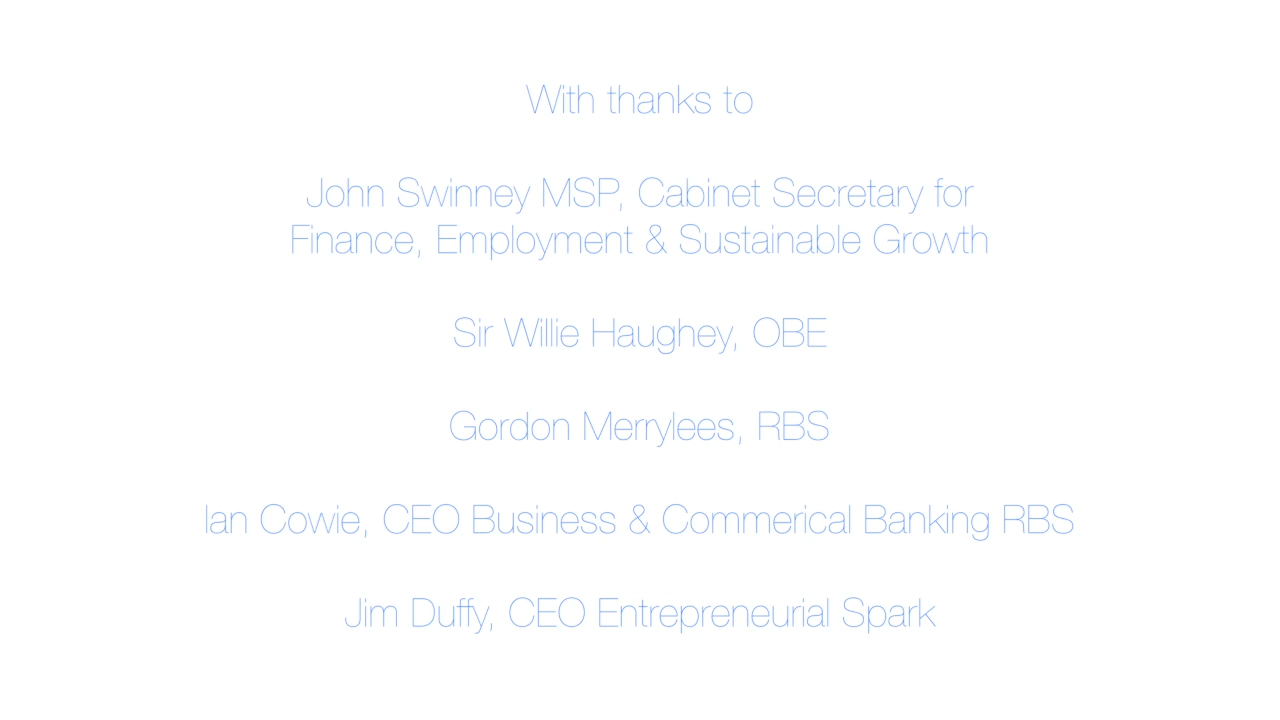 With thanks to
John Swinney MSP, Cabinet Secretary for
Finance, Employment & Sustainable Growth
Sir Willie Haughey, OBE
Gordon Merrylees, RBS
Ian Cowie, CEO Business & Commerical Banking RBS
Jim Duffy, CEO Entrepreneurial Spark